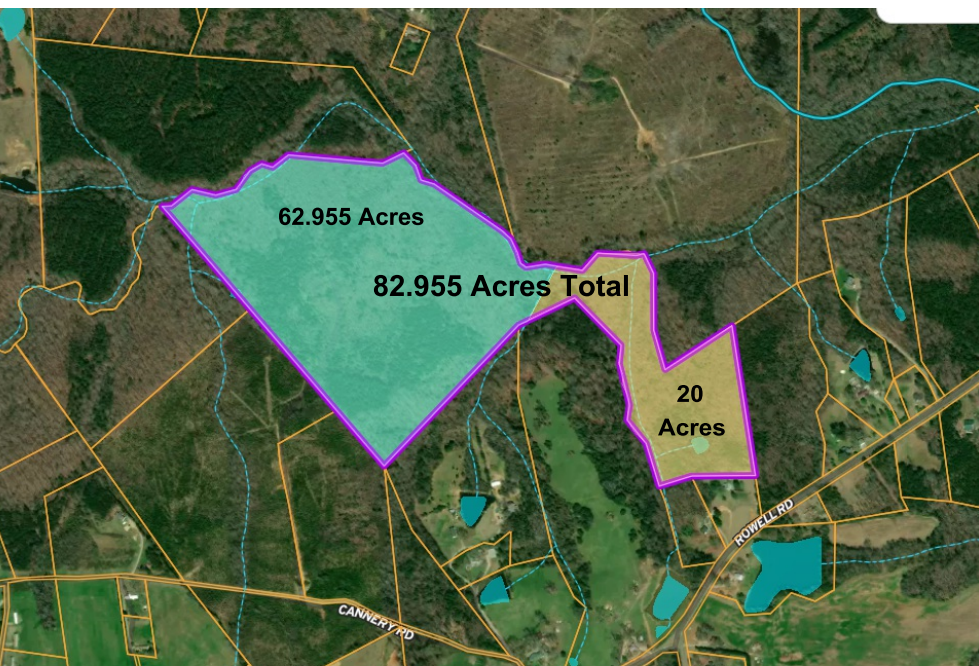 62.955 Acres
82.955 Acres Total
20
Acres
ROWELL RD
CANNERY RD